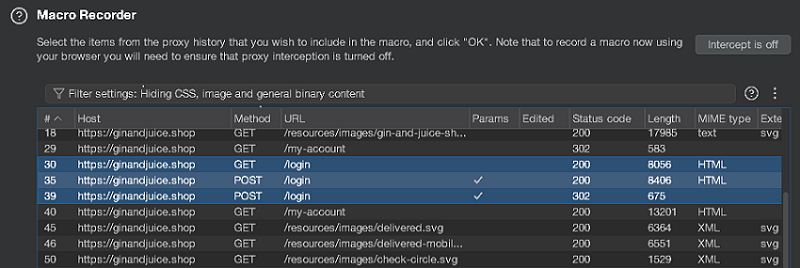 Macro Recorder
Select the items from the proxy history that you wish to include in the macro, and click "OK". Note that to record a macro now using
your browser you will need to ensure that proxy interception is turned off.
Intercept is off
Filter settings: Hiding CSS, image and general binary content
# Host Method URL Params Edited Status code Length MIME type Exte
18 https://ginandjuice.shop GET /resources/images/gin-and-juice-sh... 200 17985 text svg
29 https://ginandjuice.shop GET /my-account 302 583
30 https://ginandjuice.shop GET /login 200 8056 HTML
35 https://ginandjuice.shop POST /login ✓ 200 8406 HTML
39 https://ginandjuice.shop POST /login ✓ 302 675
40 https://ginandjuice.shop GET /my-account 200 13201 HTML
45 https://ginandjuice.shop GET /resources/images/delivered.svg 200 6364 XML svg
46 https://ginandjuice.shop GET /resources/images/delivered-mobil... 200 6551 XML svg
50 https://ginandjuice.shop GET /resources/images/check-circle.svg 200 1529 XML svg